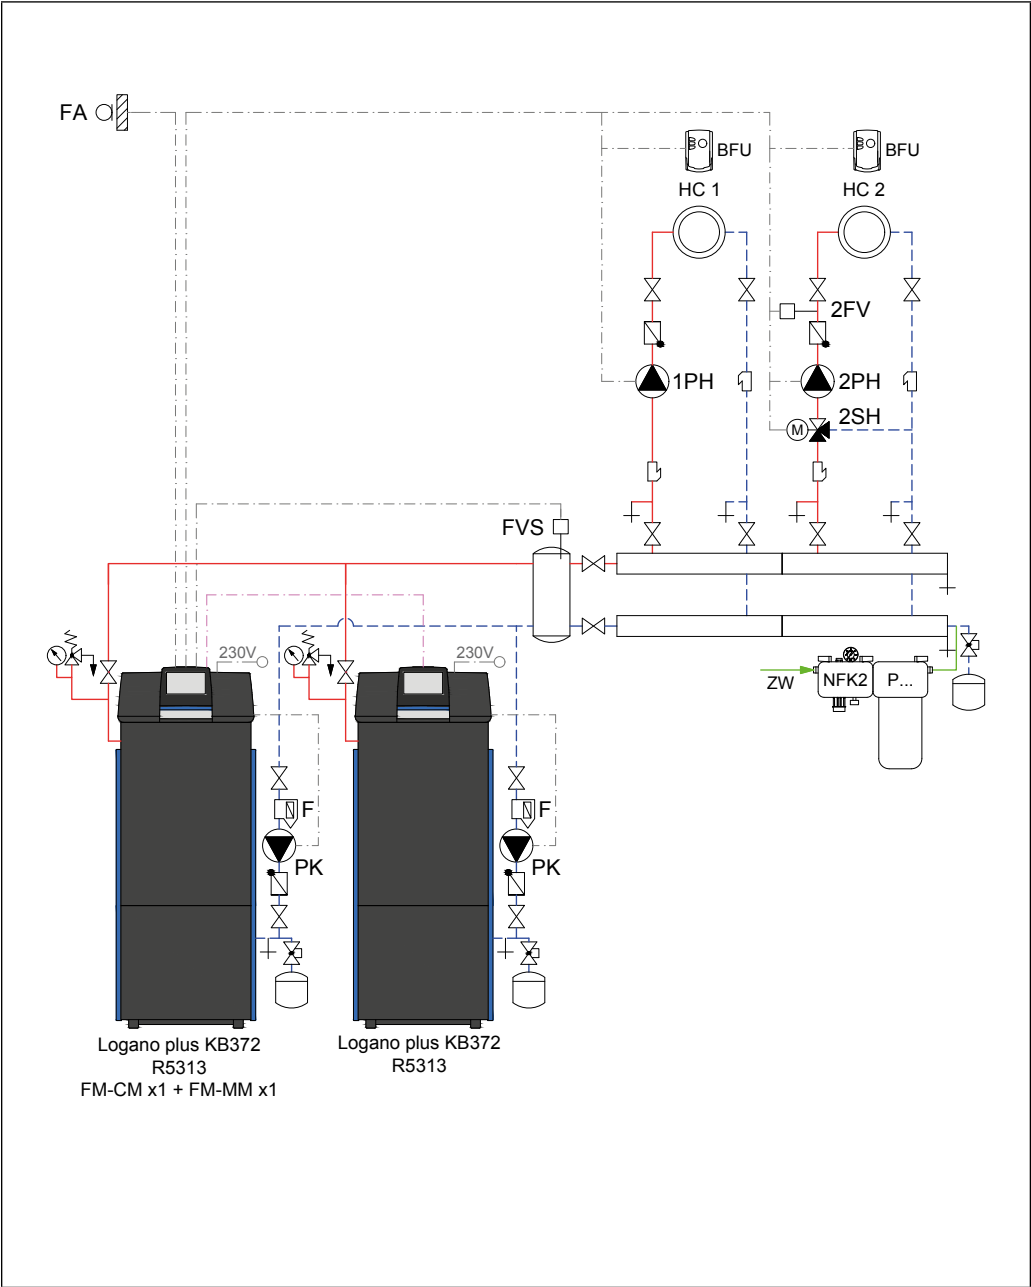 FA
BFU
BFU
HC 1
HC 2
2FV
1PH
2PH
2SH
M
FVS
230V
230V
ZW
NFK2
P...
F
F
PK
PK
Logano plus KB372
R5313
FM-CM x1 + FM-MM x1
Logano plus KB372
R5313